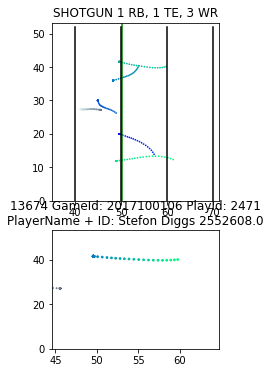 SHOTGUN 1 RB, 1 TE, 3 WR
50
40
30
20
10
0
40 50 60 70
13674 GameId: 2017100106 PlayId: 2471
PlayerName + ID: Stefon Diggs 2552608.0
40
20
0
45 50 55 60